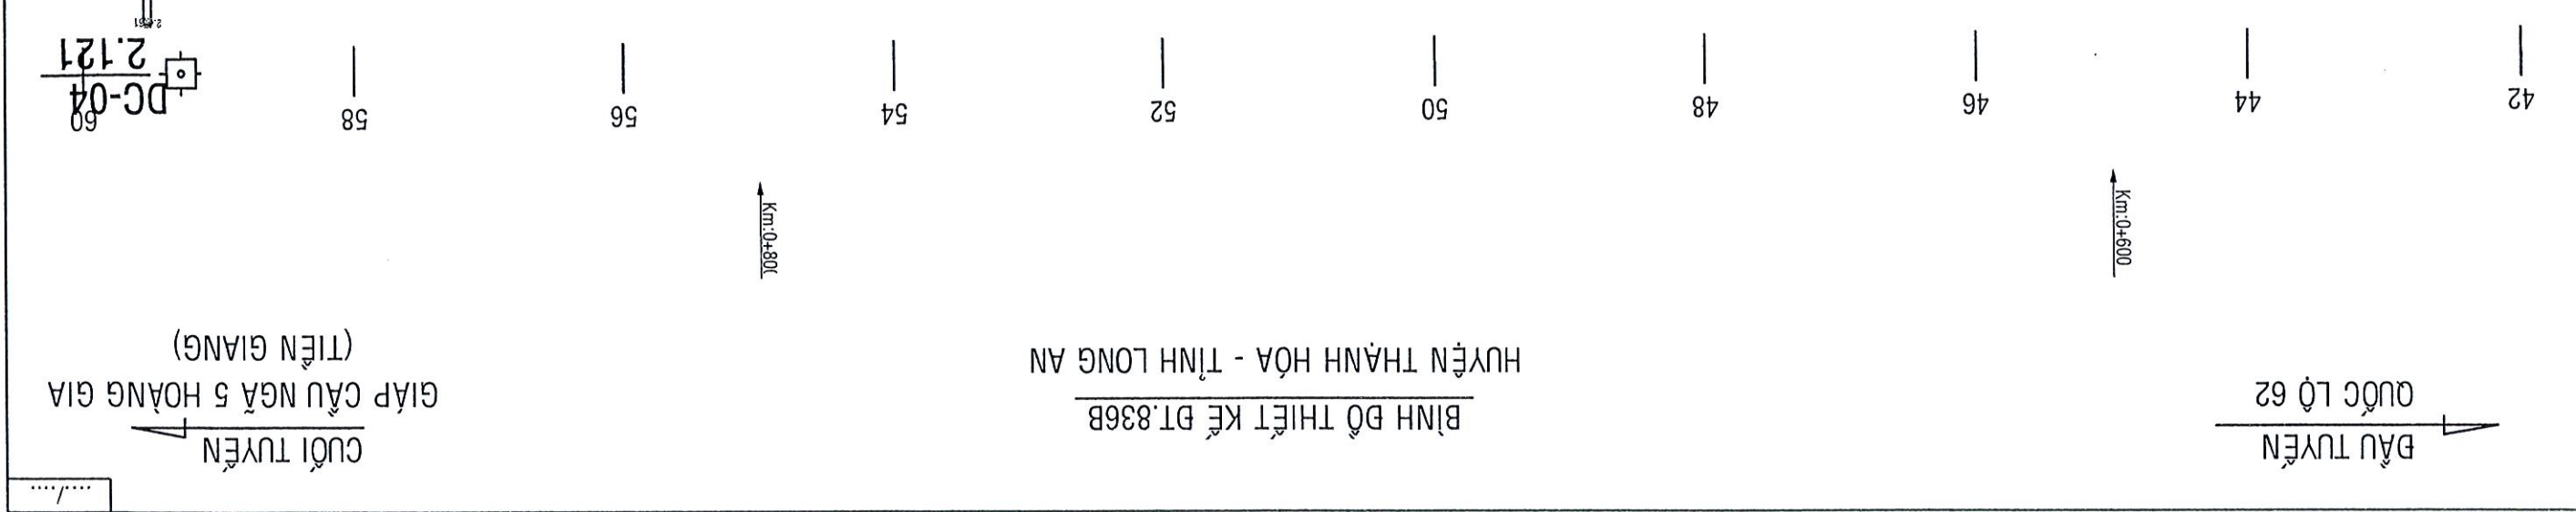 ..../....
ĐẦU TUYẾN
QUỐC LỘ 62
BÌNH ĐỒ THIẾT KẾ ĐT.836B
HUYỆN THẠNH HÓA - TỈNH LONG AN
CUỐI TUYẾN
GIÁP CẦU NGÃ 5 HOÀNG GIA
(TIỀN GIANG)
Km:0+600
Km:0+800
42
44
46
48
50
52
54
56
58
60
DC-04
2.121